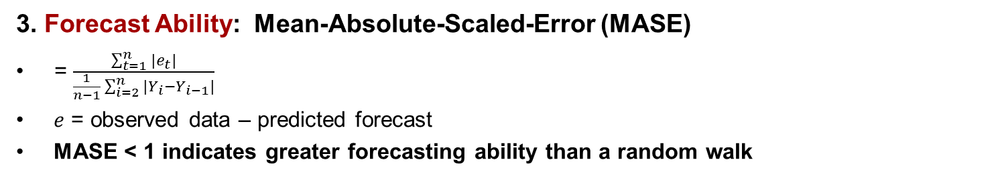 3. Forecast Ability: Mean-Absolute-Scaled-Error (MASE)
• = \frac{\sum_{t=1}^{n} |e_t|}{\frac{1}{n-1} \sum_{i=2}^{n} |Y_i - Y_{i-1}|}
• e = observed data – predicted forecast
• MASE < 1 indicates greater forecasting ability than a random walk